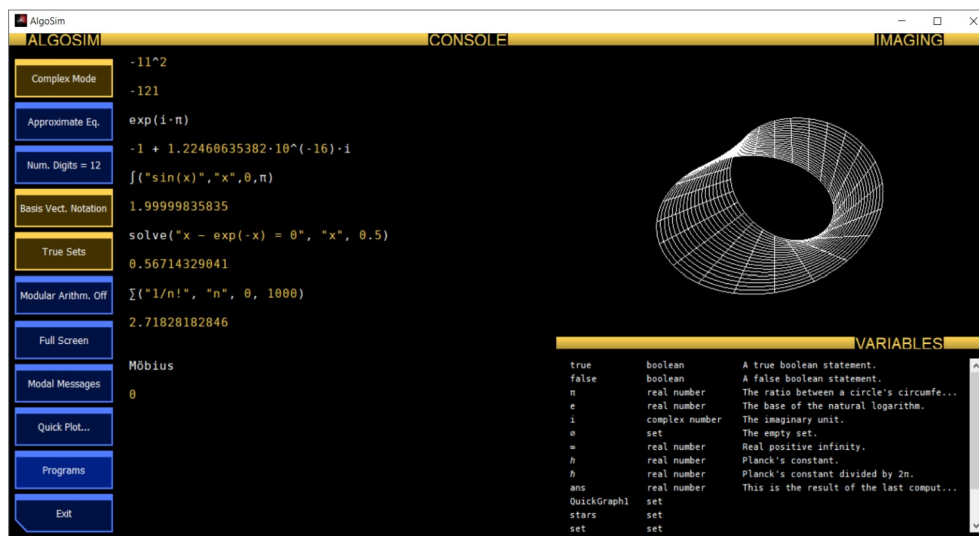 AlgoSim
ALGOSIM
CONSOLE
IMAGING
Complex Mode
Approximate Eq.
Num. Digits = 12
Basis Vect. Notation
True Sets
Modular Arithm. Off
Full Screen
Modal Messages
Quick Plot...
Programs
Exit
-11^2
-121
exp(i·π)
-1 + 1.22460635382·10^(-16)·i
∫("sin(x)","x",0,π)
1.99999835835
solve("x − exp(-x) = 0", "x", 0.5)
0.56714329041
∑("1/n!", "n", 0, 1000)
2.71828182846
Möbius
0
VARIABLES
true boolean A true boolean statement.
false boolean A false boolean statement.
π real number The ratio between a circle's circumfe...
e real number The base of the natural logarithm.
i complex number The imaginary unit.
∅ set The empty set.
∞ real number Real positive infinity.
h real number Planck's constant.
ℏ real number Planck's constant divided by 2π.
ans real number This is the result of the last comput...
QuickGraph1 set
stars set
set set